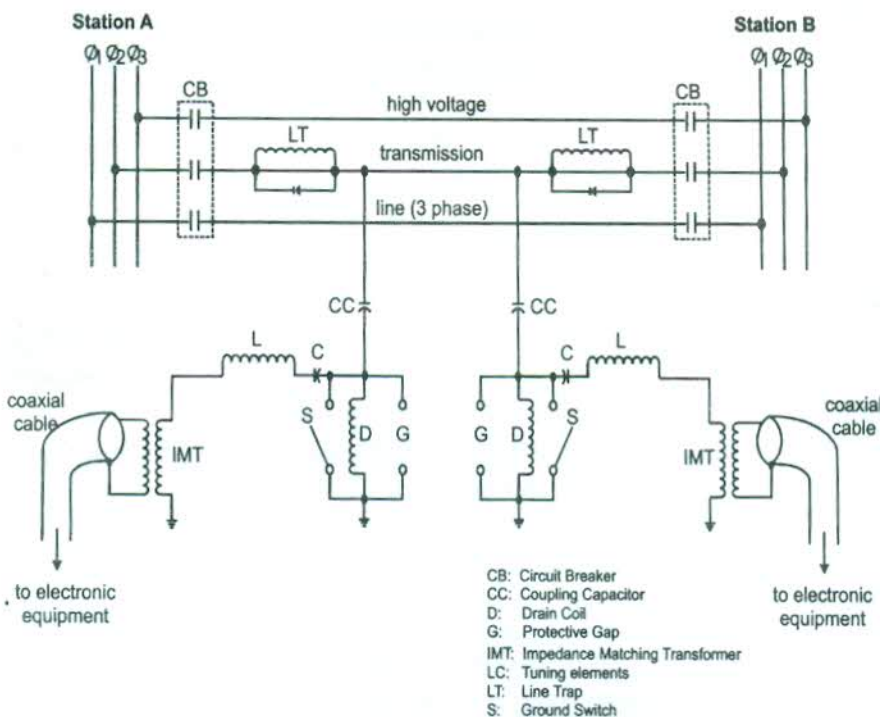 Station A
Station B
Ø1 Ø2 Ø3
Ø1 Ø2 Ø3
CB
CB
high voltage
LT
LT
transmission
line (3 phase)
CC
CC
L
C
C
L
coaxial
cable
coaxial
cable
IMT
S
D
G
G
D
S
IMT
to electronic
equipment
to electronic
equipment
CB: Circuit Breaker
CC: Coupling Capacitor
D: Drain Coil
G: Protective Gap
IMT: Impedance Matching Transformer
LC: Tuning elements
LT: Line Trap
S: Ground Switch